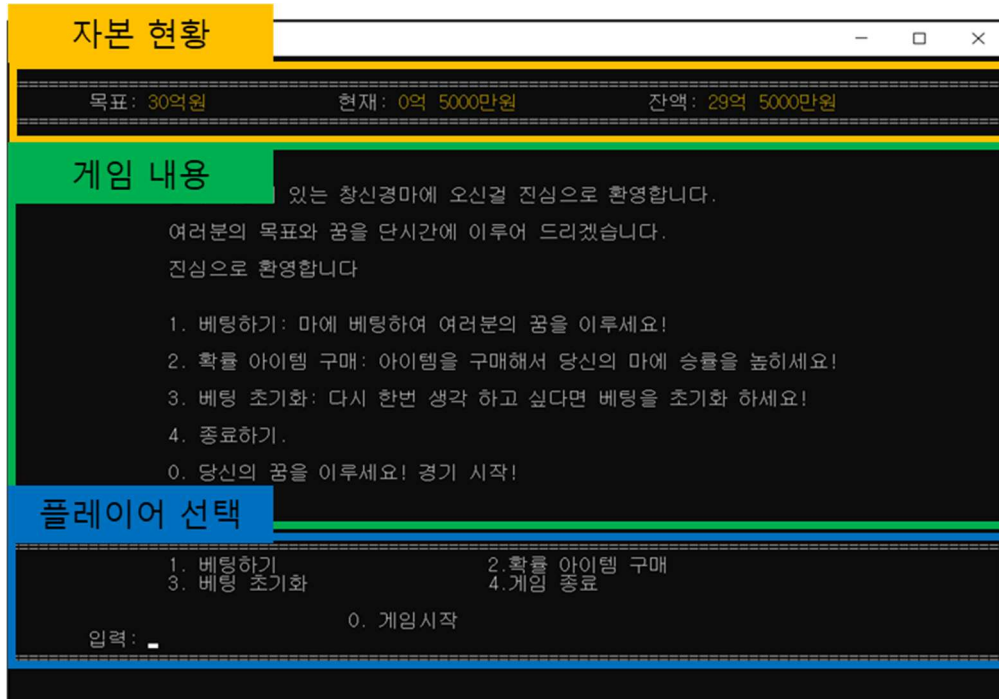 자본 현황
목표: 30억원 현재: 0억 5000만원 잔액: 29억 5000만원
게임 내용
있는 창신경마에 오신걸 진심으로 환영합니다.
여러분의 목표와 꿈을 단시간에 이루어 드리겠습니다.
진심으로 환영합니다
1. 베팅하기: 마에 베팅하여 여러분의 꿈을 이루세요!
2. 확률 아이템 구매: 아이템을 구매해서 당신의 마에 승률을 높히세요!
3. 베팅 초기화: 다시 한번 생각 하고 싶다면 베팅을 초기화 하세요!
4. 종료하기.
0. 당신의 꿈을 이루세요! 경기 시작!
플레이어 선택
1. 베팅하기 2.확률 아이템 구매
3. 베팅 초기화 4.게임 종료
0. 게임시작
입력: